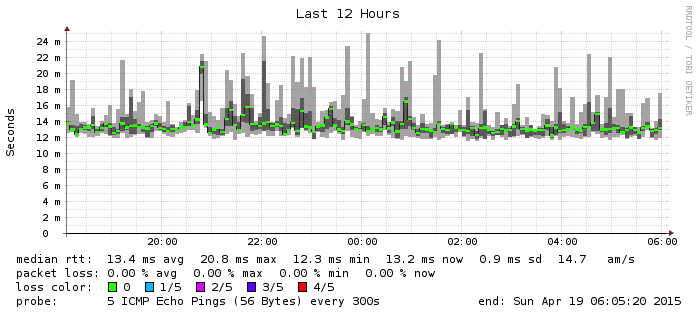 Last 12 Hours
RRDTOOL / TOBI OETIKER
Seconds
24 m
22 m
20 m
18 m
16 m
14 m
12 m
10 m
8 m
6 m
4 m
2 m
0
20:00 22:00 00:00 02:00 04:00 06:00
median rtt: 13.4 ms avg 20.8 ms max 12.3 ms min 13.2 ms now 0.9 ms sd 14.7 am/s
packet loss: 0.00 % avg 0.00 % max 0.00 % min 0.00 % now
loss color: 0 1/5 2/5 3/5 4/5
probe: 5 ICMP Echo Pings (56 Bytes) every 300s end: Sun Apr 19 06:05:20 2015